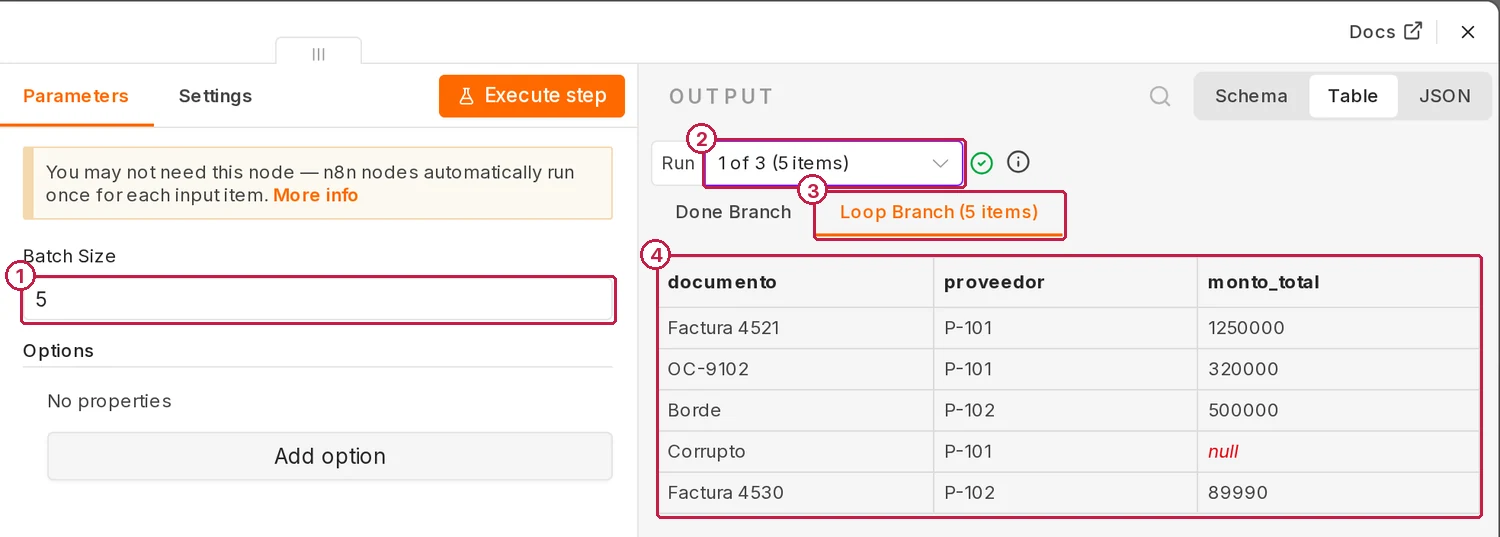 Docs
Parameters Settings Execute step
OUTPUT Schema Table JSON
You may not need this node — n8n nodes automatically run
once for each input item. More info
2
Run 1 of 3 (5 items)
3
Done Branch Loop Branch (5 items)
Batch Size
1
5
Options
No properties
Add option
4
documento proveedor monto_total
Factura 4521 P-101 1250000
OC-9102 P-101 320000
Borde P-102 500000
Corrupto P-101 null
Factura 4530 P-102 89990